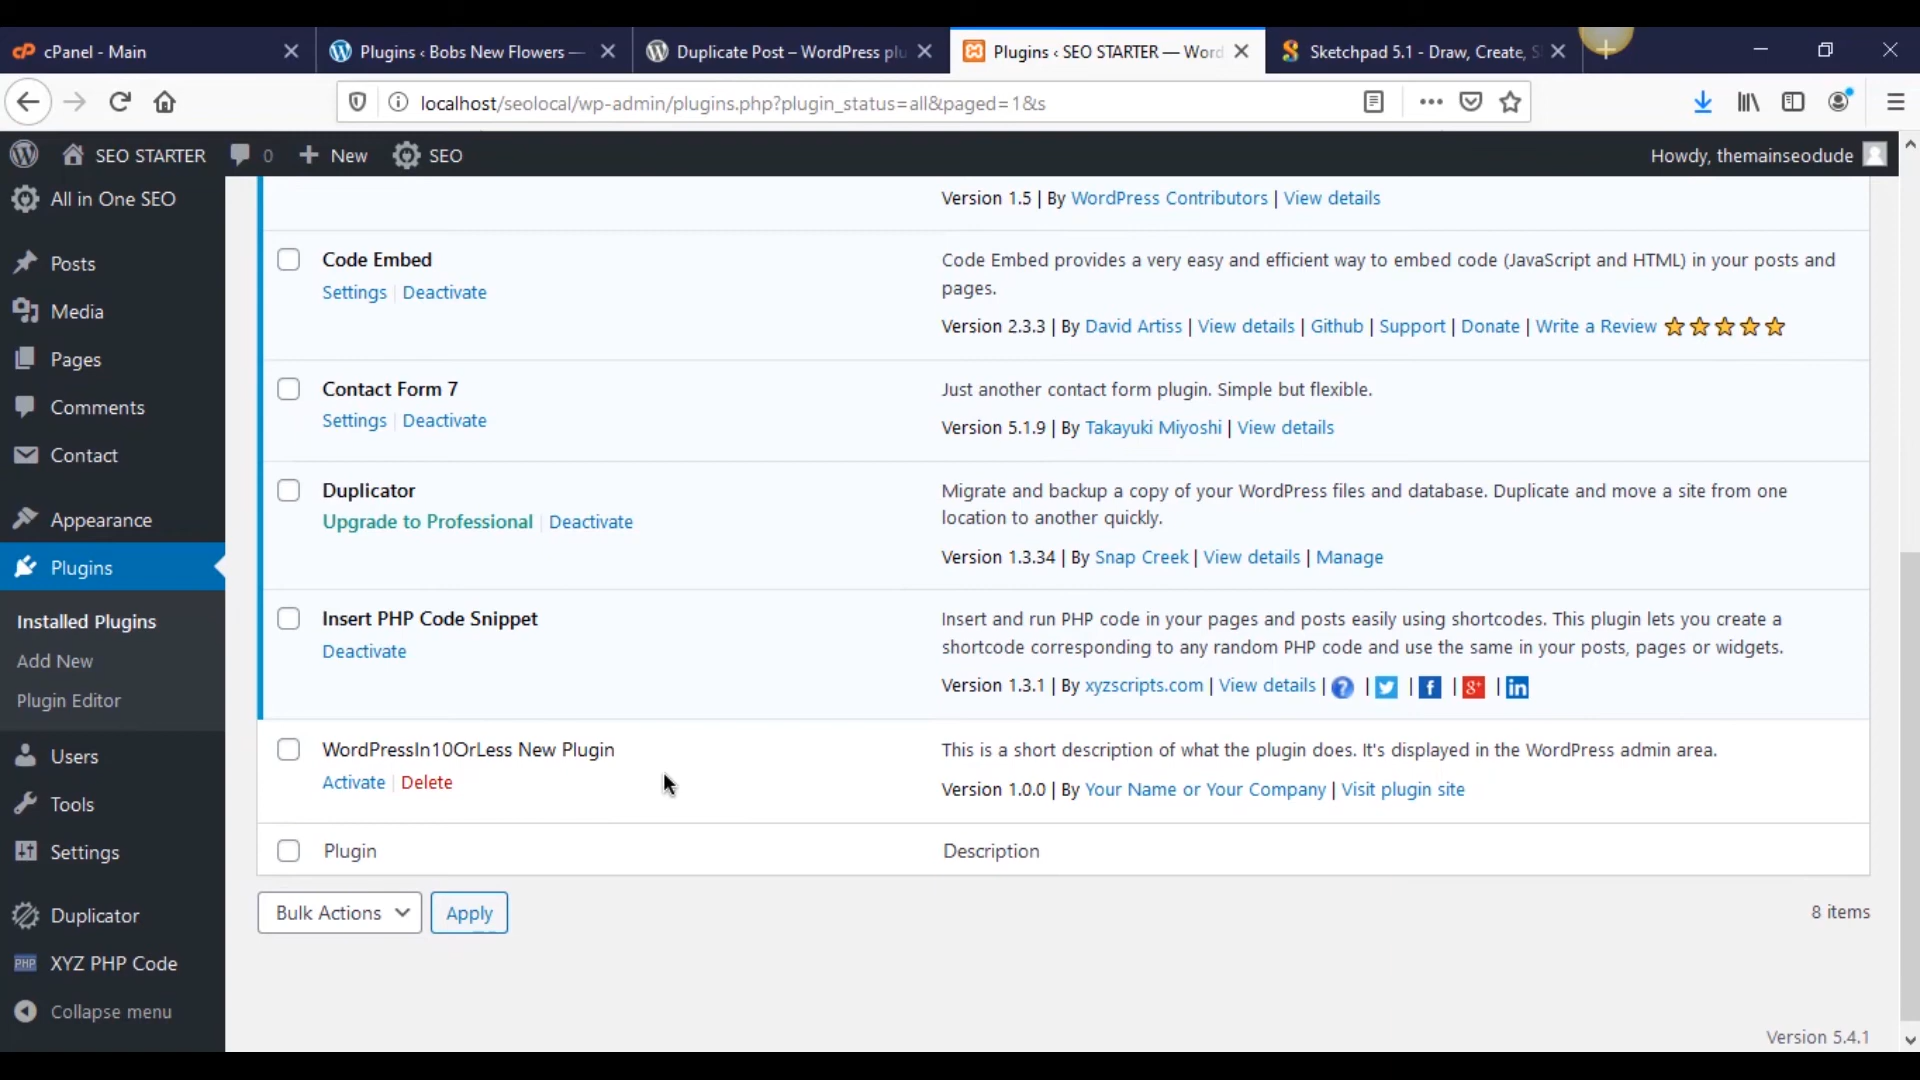 cPanel - Main
Plugins ‹ Bobs New Flowers —
Duplicate Post – WordPress plu
Plugins ‹ SEO STARTER — Word
Sketchpad 5.1 - Draw, Create, S
localhost/seolocal/wp-admin/plugins.php?plugin_status=all&paged=1&s
SEO STARTER
0
New
SEO
Howdy, themainseodude
All in One SEO
Posts
Media
Pages
Comments
Contact
Appearance
Plugins
Installed Plugins
Add New
Plugin Editor
Users
Tools
Settings
Duplicator
PHP XYZ PHP Code
Collapse menu
Version 1.5 | By WordPress Contributors | View details
Code Embed
Settings | Deactivate
Code Embed provides a very easy and efficient way to embed code (JavaScript and HTML) in your posts and
pages.
Version 2.3.3 | By David Artiss | View details | Github | Support | Donate | Write a Review
Contact Form 7
Settings | Deactivate
Just another contact form plugin. Simple but flexible.
Version 5.1.9 | By Takayuki Miyoshi | View details
Duplicator
Upgrade to Professional | Deactivate
Migrate and backup a copy of your WordPress files and database. Duplicate and move a site from one
location to another quickly.
Version 1.3.34 | By Snap Creek | View details | Manage
Insert PHP Code Snippet
Deactivate
Insert and run PHP code in your pages and posts easily using shortcodes. This plugin lets you create a
shortcode corresponding to any random PHP code and use the same in your posts, pages or widgets.
Version 1.3.1 | By xyzscripts.com | View details | ? | | f | g+ | in
WordPressIn10OrLess New Plugin
Activate | Delete
This is a short description of what the plugin does. It's displayed in the WordPress admin area.
Version 1.0.0 | By Your Name or Your Company | Visit plugin site
Plugin
Description
Bulk Actions
Apply
8 items
Version 5.4.1